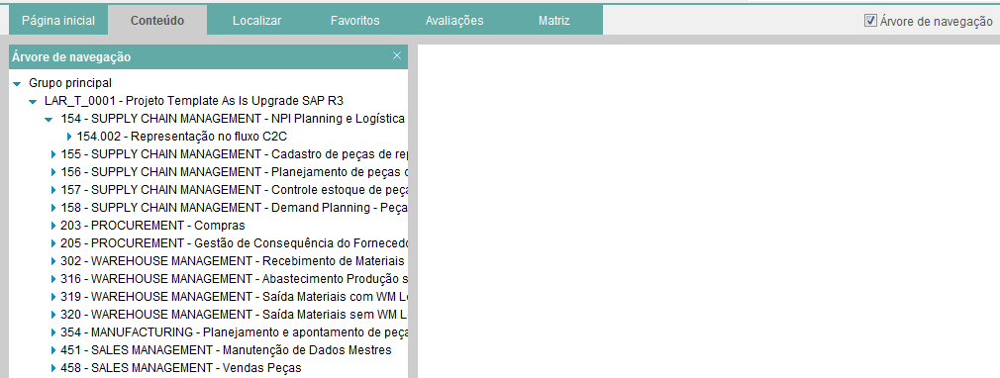 Página inicial Conteúdo Localizar Favoritos Avaliações Matriz Árvore de navegação
Árvore de navegação
Grupo principal
LAR_T_0001 - Projeto Template As Is Upgrade SAP R3
154 - SUPPLY CHAIN MANAGEMENT - NPI Planning e Logística
154.002 - Representação no fluxo C2C
155 - SUPPLY CHAIN MANAGEMENT - Cadastro de peças de
156 - SUPPLY CHAIN MANAGEMENT - Planejamento de peças
157 - SUPPLY CHAIN MANAGEMENT - Controle estoque de
158 - SUPPLY CHAIN MANAGEMENT - Demand Planning -
203 - PROCUREMENT - Compras
205 - PROCUREMENT - Gestão de Consequência do
302 - WAREHOUSE MANAGEMENT - Recebimento de Materiais
316 - WAREHOUSE MANAGEMENT - Abastecimento Produção
319 - WAREHOUSE MANAGEMENT - Saída Materiais com WM
320 - WAREHOUSE MANAGEMENT - Saída Materiais sem WM
354 - MANUFACTURING - Planejamento e apontamento de
451 - SALES MANAGEMENT - Manutenção de Dados Mestres
458 - SALES MANAGEMENT - Vendas Peças